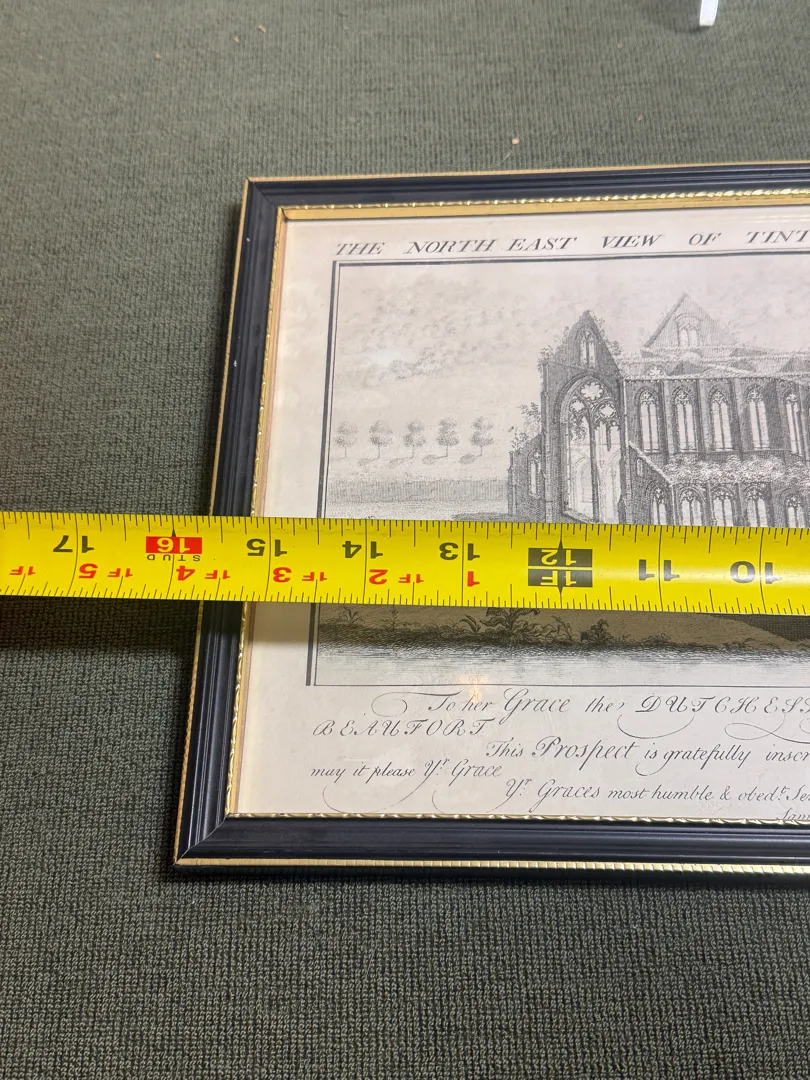 THE NORTH EAST VIEW OF TINT
17 16 15 14 13 12 11 10
STUD 1F
1F 5 1F 4 1F 3 1F 2 1F 1
To her Grace the DUTCHESS
BEAUFORT
This Prospect is gratefully inscr
may it please Yr. Grace
Yr. Graces most humble & obedt. Ser
Sam